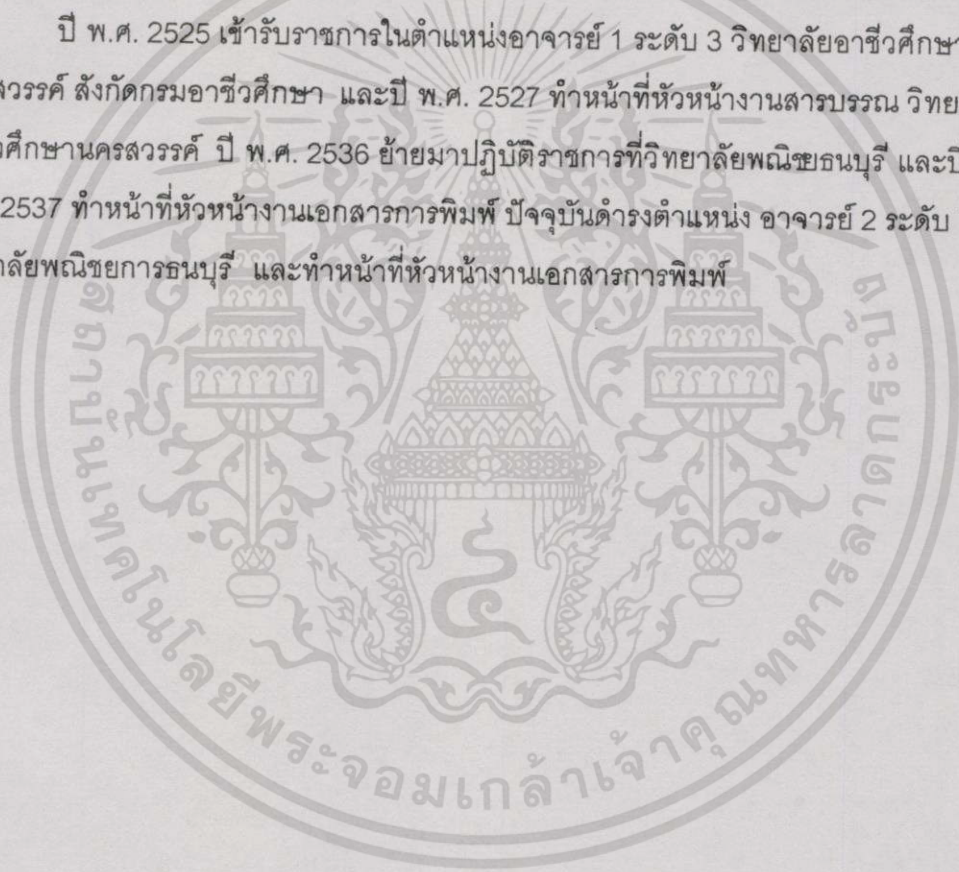 ปี พ.ศ. 2525 เข้ารับราชการในตำแหน่งอาจารย์ 1 ระดับ 3 วิทยาลัยอาชีวศึกษา
สวรรค์ สังกัดกรมอาชีวศึกษา และปี พ.ศ. 2527 ทำหน้าที่หัวหน้างานสารบรรณ วิทย
ศึกษานครสวรรค์ ปี พ.ศ. 2536 ย้ายมาปฏิบัติราชการที่วิทยาลัยพณิชยธนบุรี และปี
2537 ทำหน้าที่หัวหน้างานเอกสารการพิมพ์ ปัจจุบันดำรงตำแหน่ง อาจารย์ 2 ระดับ
าลัยพณิชยการธนบุรี และทำหน้าที่หัวหน้างานเอกสารการพิมพ์
สถาบันเทคโนโลยีพระจอมเกล้าเจ้าคุณทหารลาดกระบัง
๔